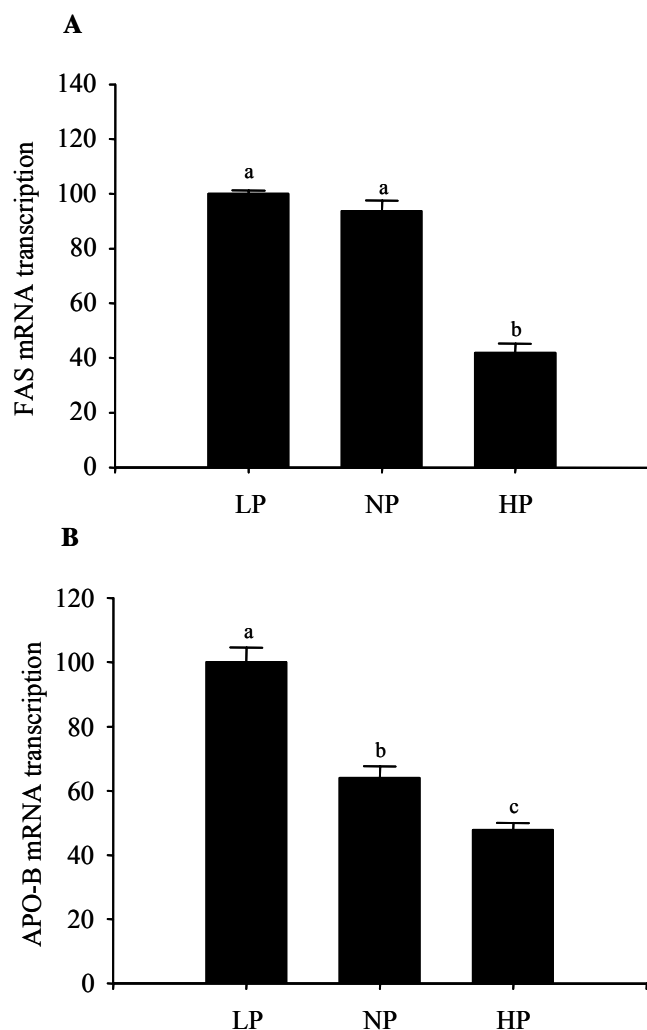 A
140
120
100
80
60
40
20
0
FAS mRNA transcription
a
a
b
LP NP HP
B
120
100
80
60
40
20
0
APO-B mRNA transcription
a
b
c
LP NP HP